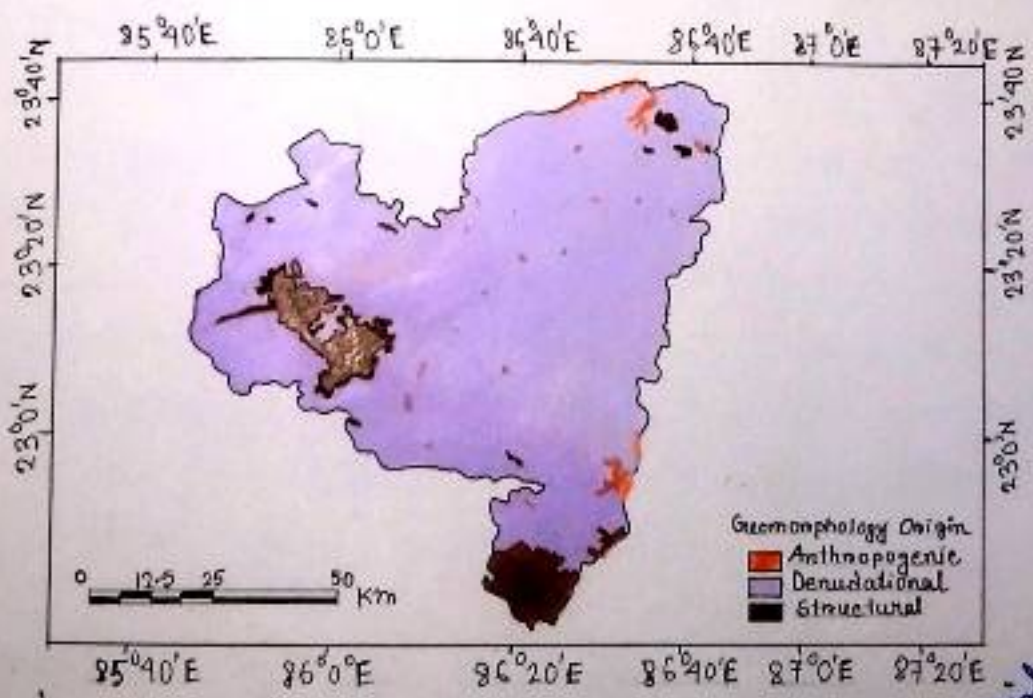 85°40'E 86°0'E 86°40'E 86°40'E 87°0'E 87°20'E
23°40'N
23°40'N
23°20'N
23°20'N
23°0'N
23°0'N
Geomorphology Origin
Anthropogenic
Denudational
Structural
0 12.5 25 50 Km
85°40'E 86°0'E 86°20'E 86°40'E 87°0'E 87°20'E